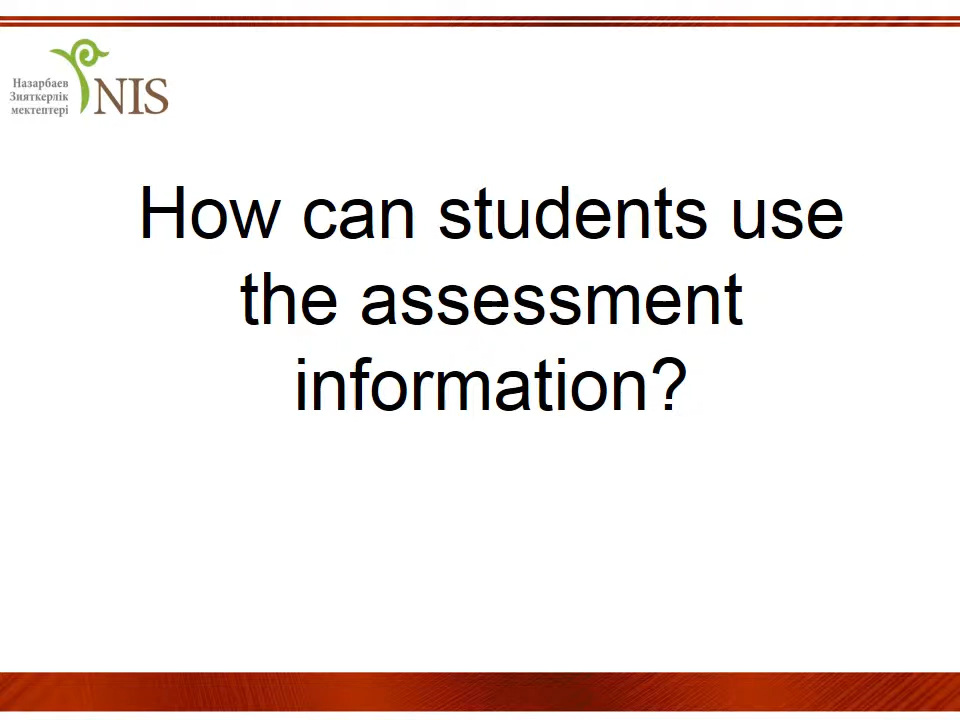 Назарбаев
Зияткерлік
мектептері
NIS
How can students use
the assessment
information?